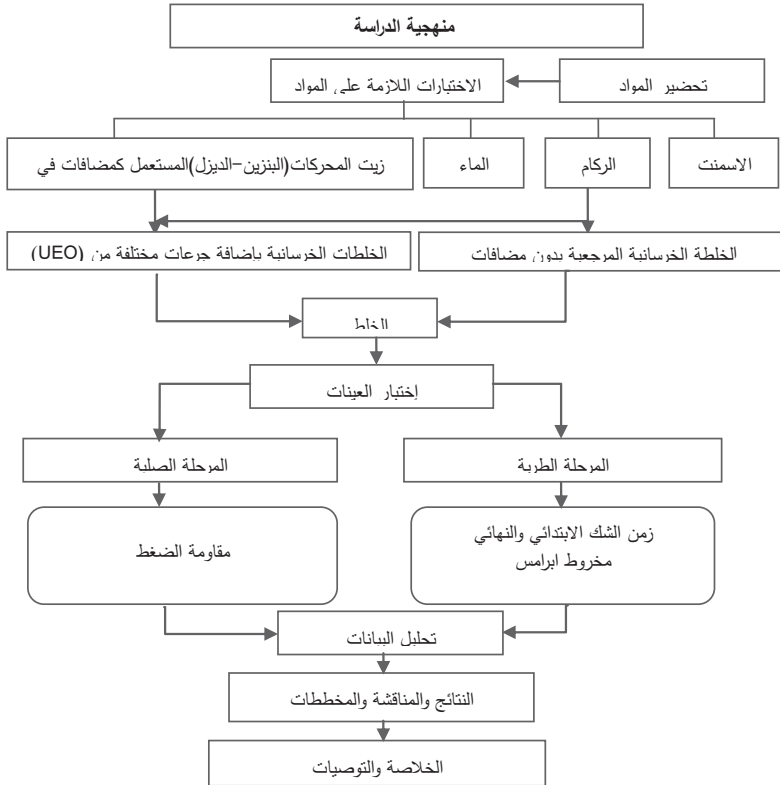 منهجية الدراسة
تحضير المواد
الاختبارات اللازمة على المواد
الاسمنت
الركام
الماء
زيت المحركات(البنزين-الديزل)المستعمل كمضافات في
الخلطة الخرسانية المرجعية بدون مضافات
الخلطات الخرسانية بإضافة جرعات مختلفة من (UEO)
الخلط
إختبار العينات
المرحلة الطرية
المرحلة الصلبة
زمن الشك الابتدائي والنهائي
مخروط ابرامس
مقاومة الضغط
تحليل البيانات
النتائج والمناقشة والمخططات
الخلاصة والتوصيات